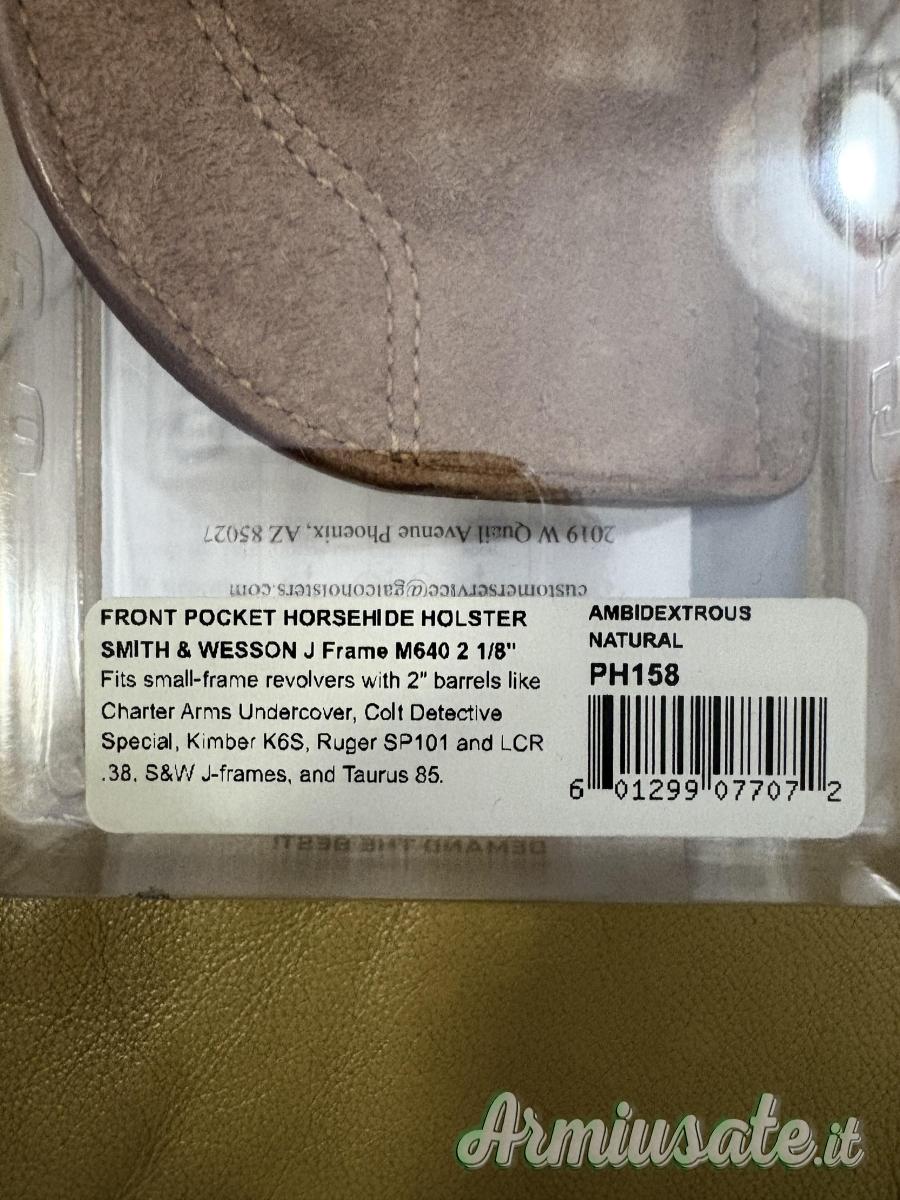 2019 W Quail Avenue Phoenix, AZ 85027
customerservice@galcoholsters.com
FRONT POCKET HORSEHIDE HOLSTER
SMITH & WESSON J Frame M640 2 1/8"
Fits small-frame revolvers with 2" barrels like
Charter Arms Undercover, Colt Detective
Special, Kimber K6S, Ruger SP101 and LCR
.38, S&W J-frames, and Taurus 85.
AMBIDEXTROUS
NATURAL
PH158
6 01299 07707 2
DEMAND THE BEST!
Armiusate.it